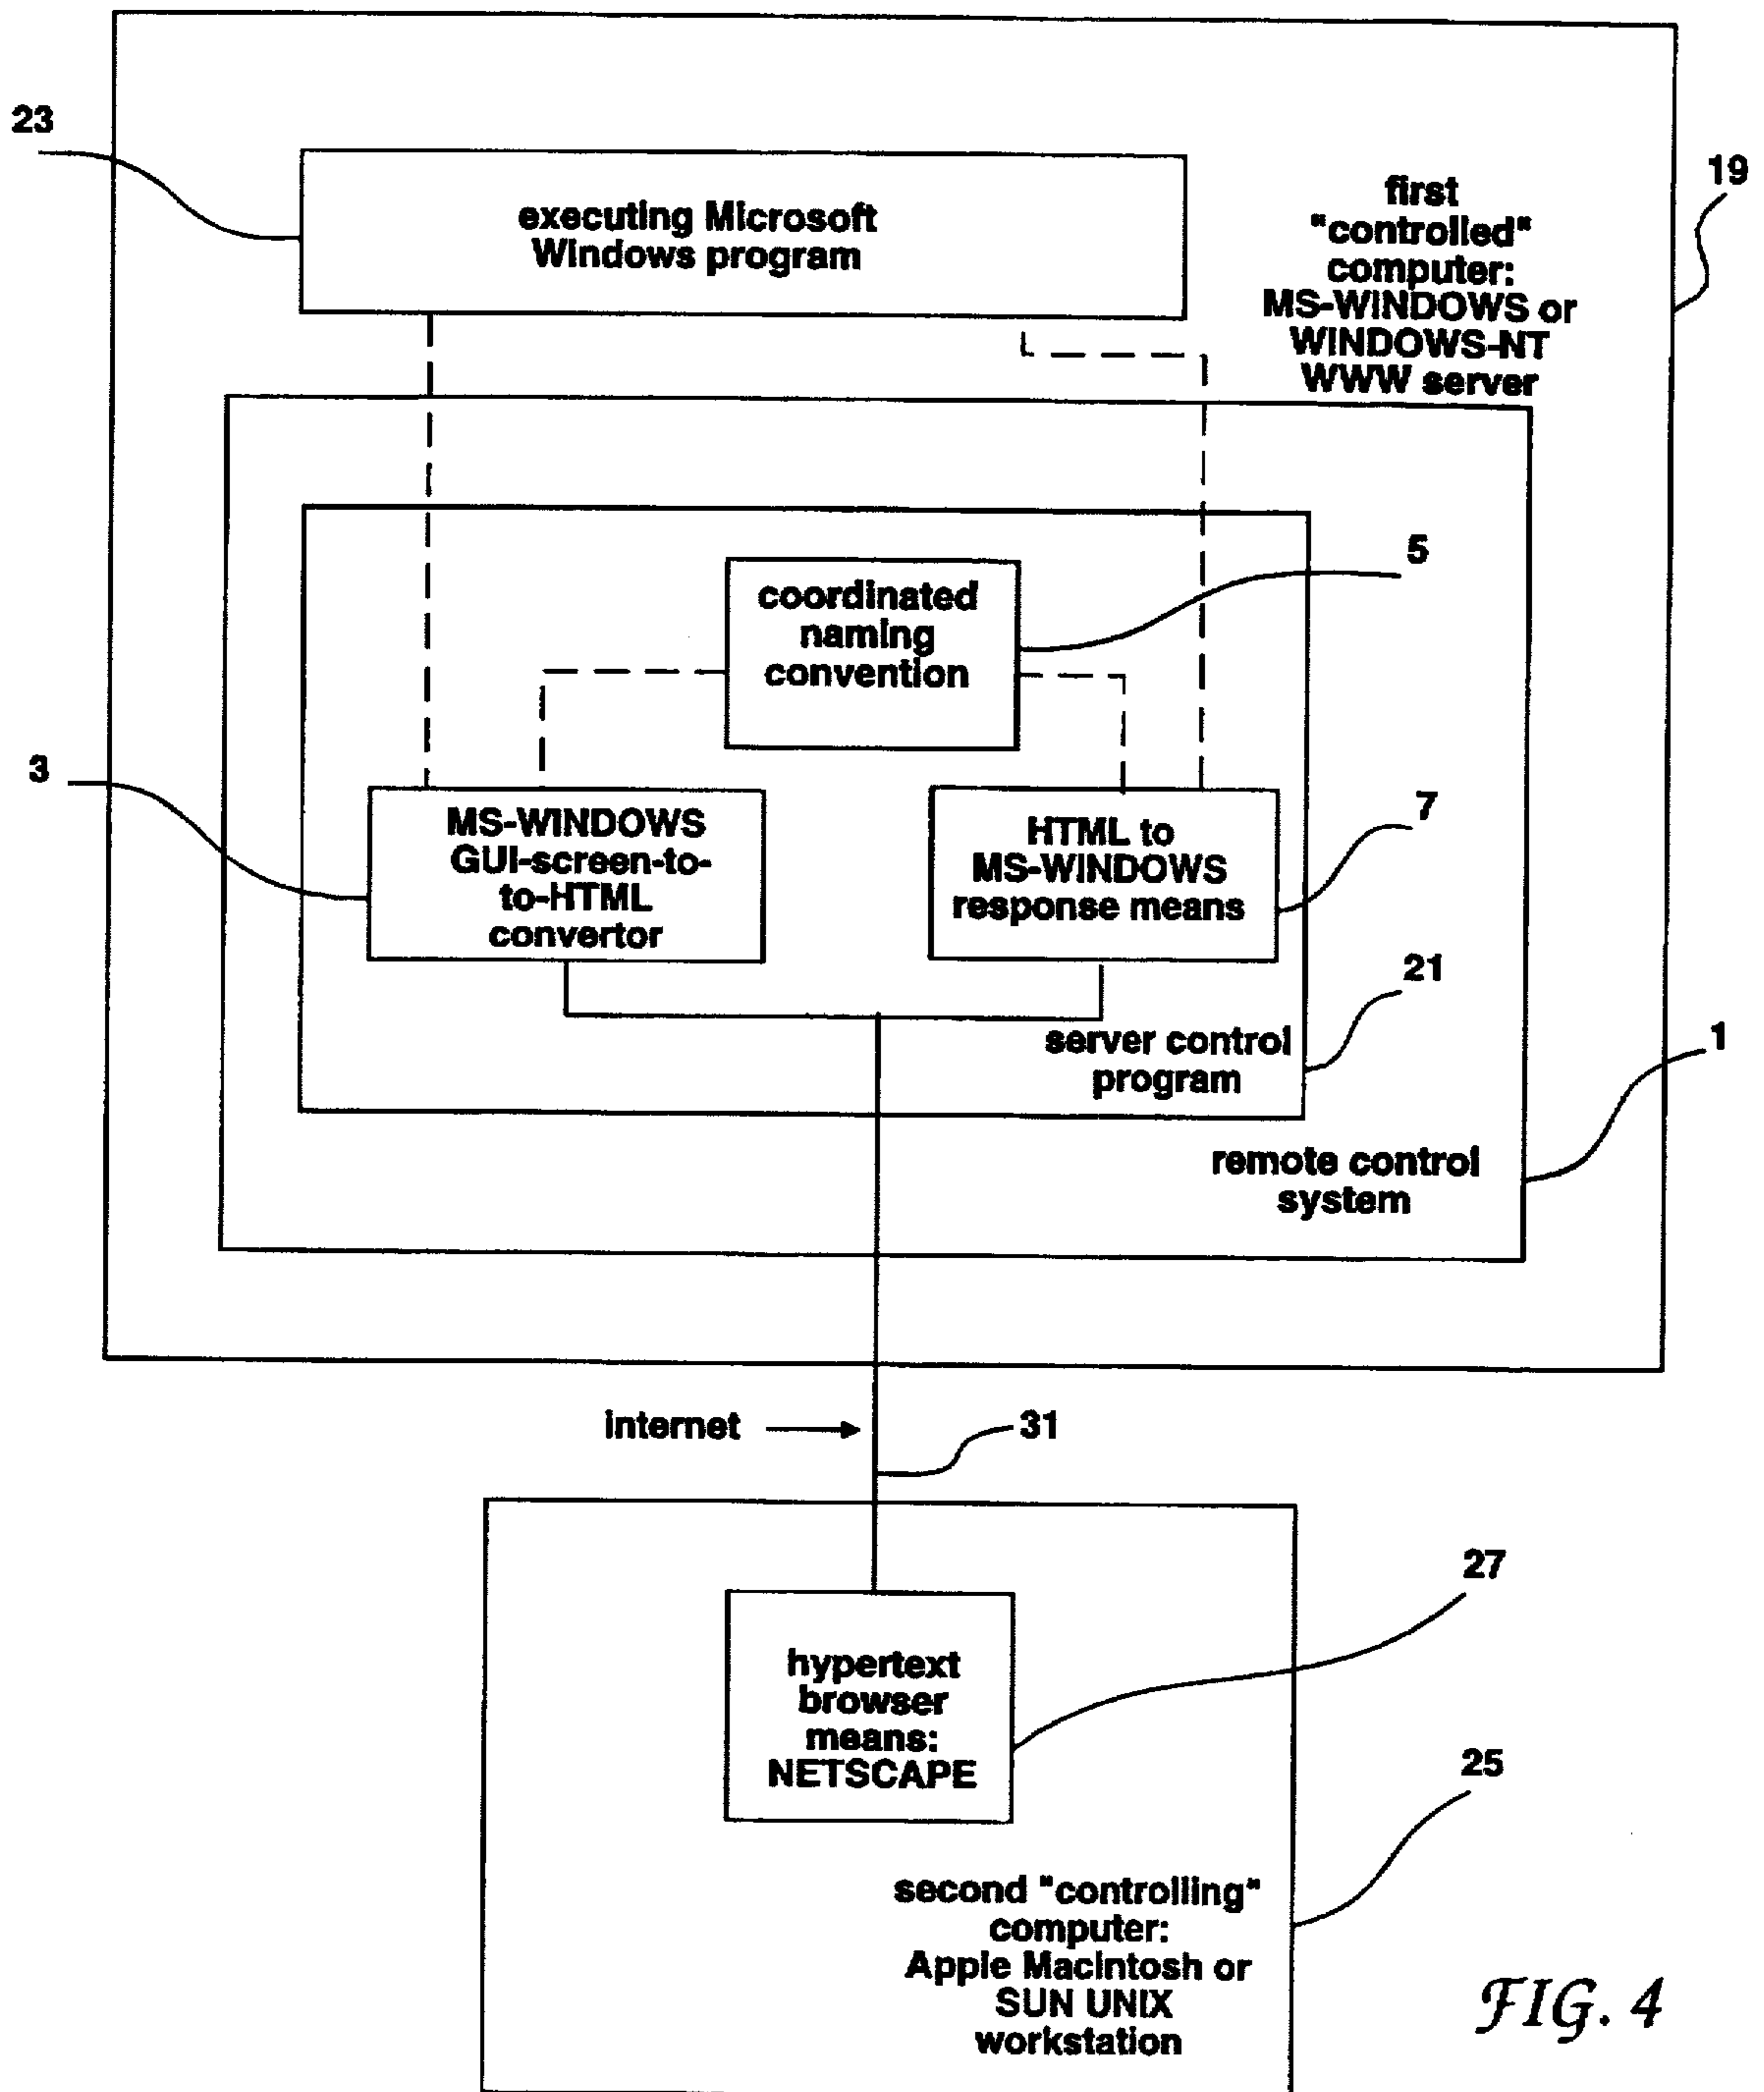 23
executing Microsoft
Windows program
first
"controlled"
computer:
MS-WINDOWS or
WINDOWS-NT
WWW server
19
coordinated
naming
convention
5
3
MS-WINDOWS
GUI-screen-to-
to-HTML
convertor
HTML to
MS-WINDOWS
response means
7
21
server control
program
1
remote control
system
internet
31
27
hypertext
browser
means:
NETSCAPE
25
second "controlling"
computer:
Apple Macintosh or
SUN UNIX
workstation
FIG. 4